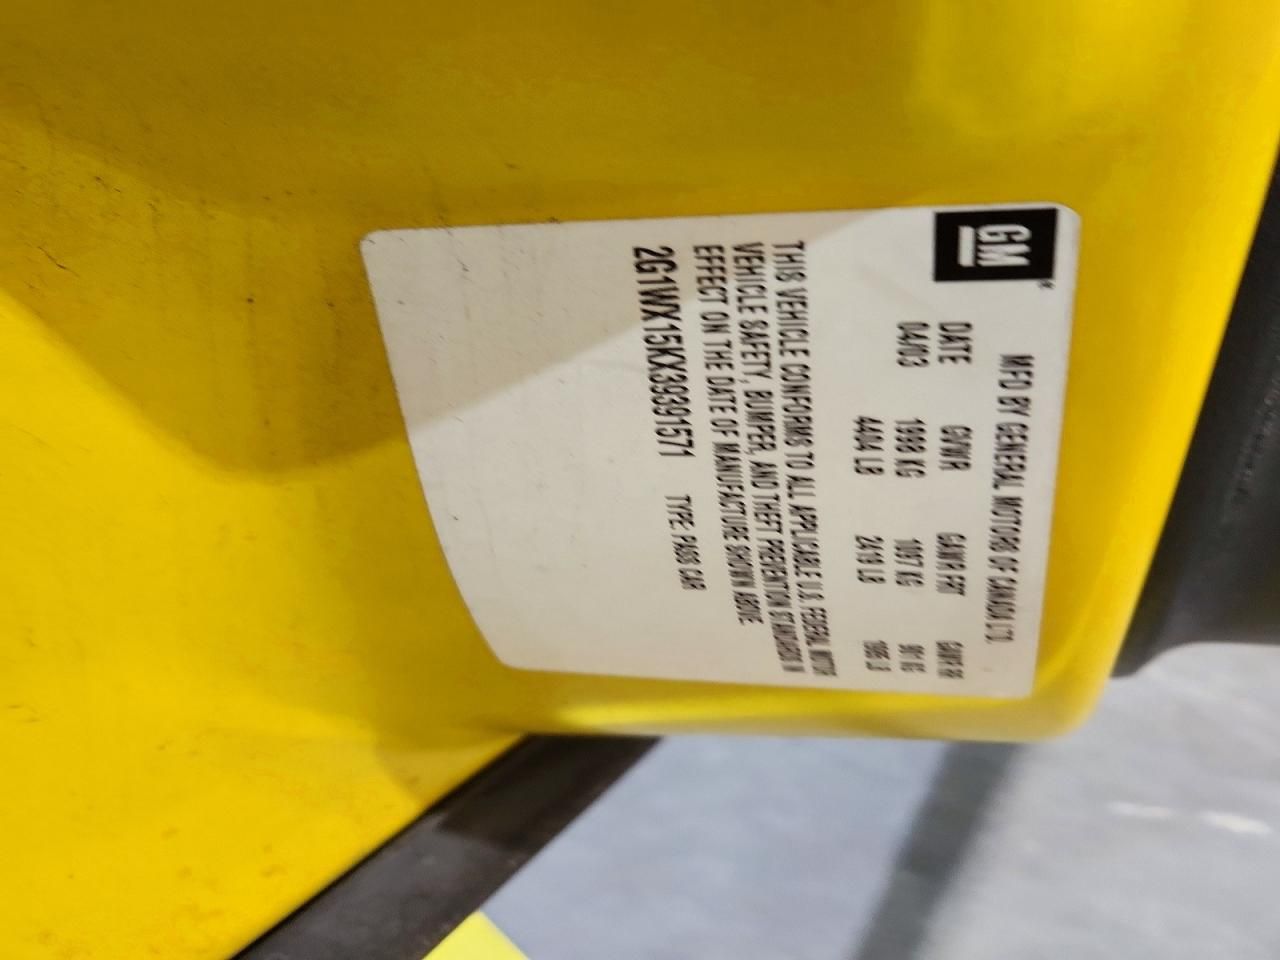 GM
MFD BY GENERAL MOTORS OF CANADA LTD.
DATE GVWR GAWR FRT GAWR RR
04/03 1998 KG 1097 KG 901 KG
4404 LB 2419 LB 1985 LB
THIS VEHICLE CONFORMS TO ALL APPLICABLE U.S. FEDERAL MOTOR
VEHICLE SAFETY, BUMPER, AND THEFT PREVENTION STANDARDS IN
EFFECT ON THE DATE OF MANUFACTURE SHOWN ABOVE.
2G1WX15KX39391571 TYPE: PASS CAR